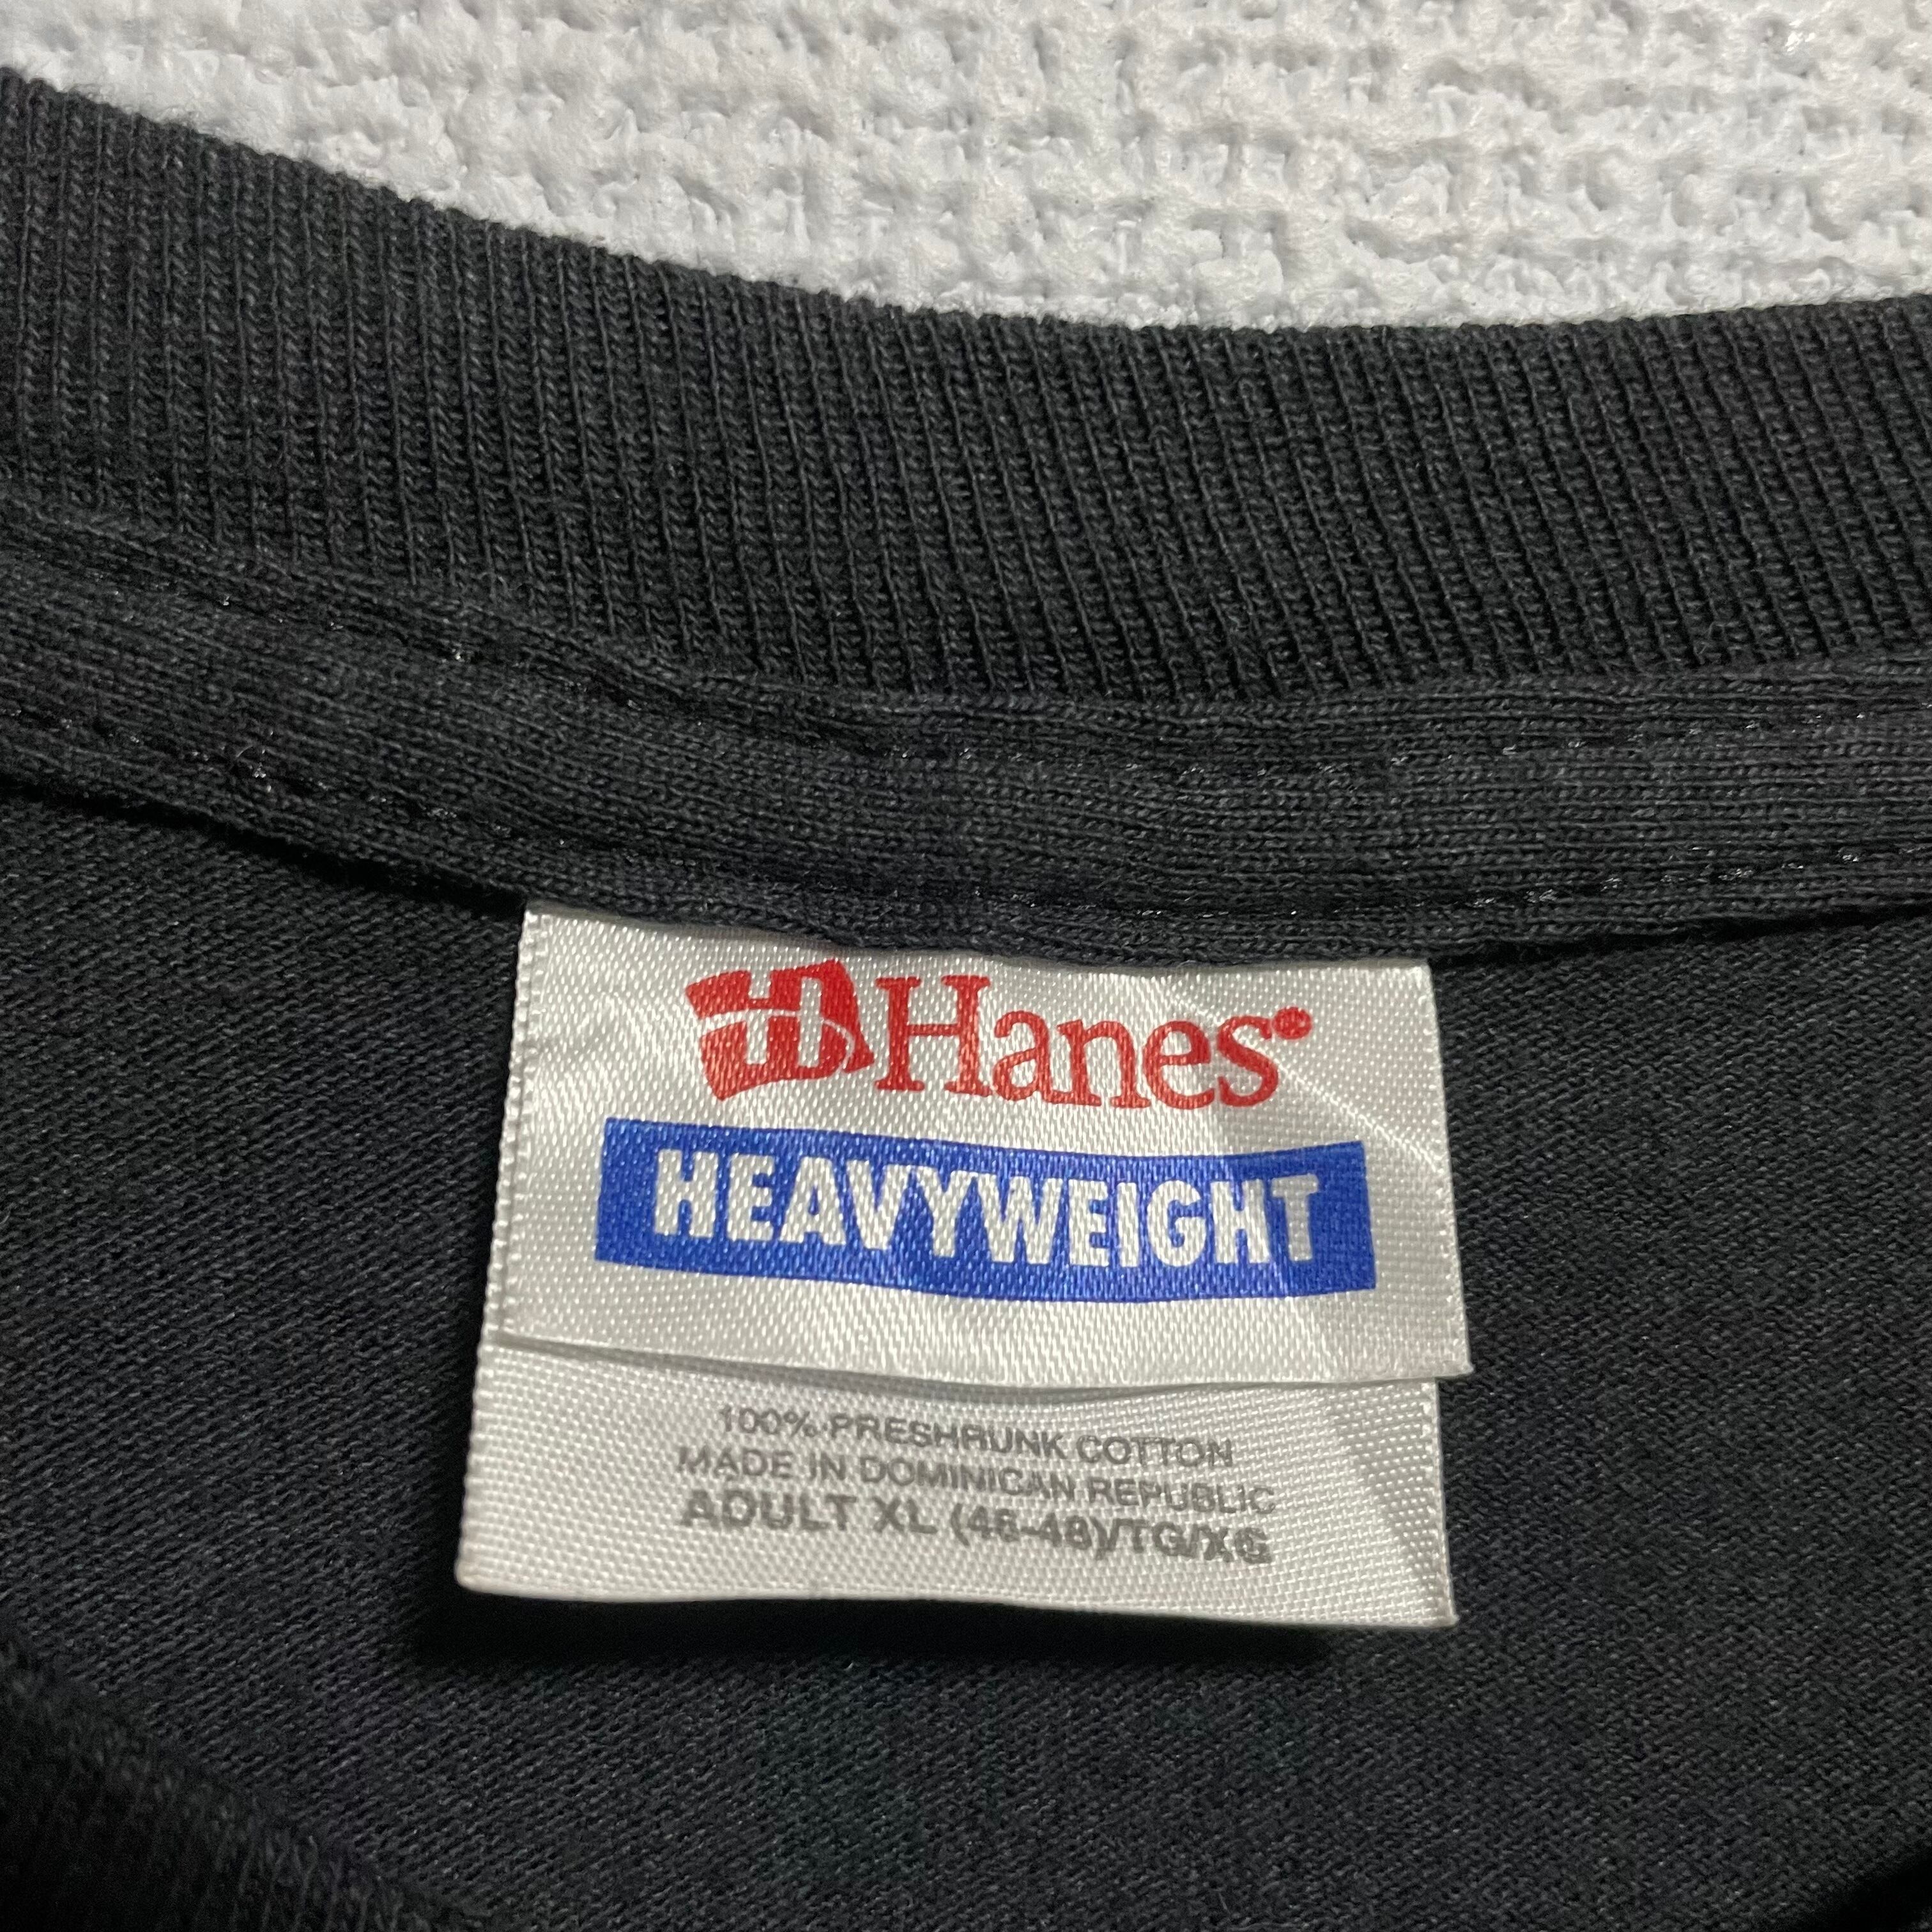 Hanes
HEAVYWEIGHT
100% PRESHRUNK COTTON
MADE IN DOMINICAN REPUBLIC
ADULT XL (46-48)/TG/XG